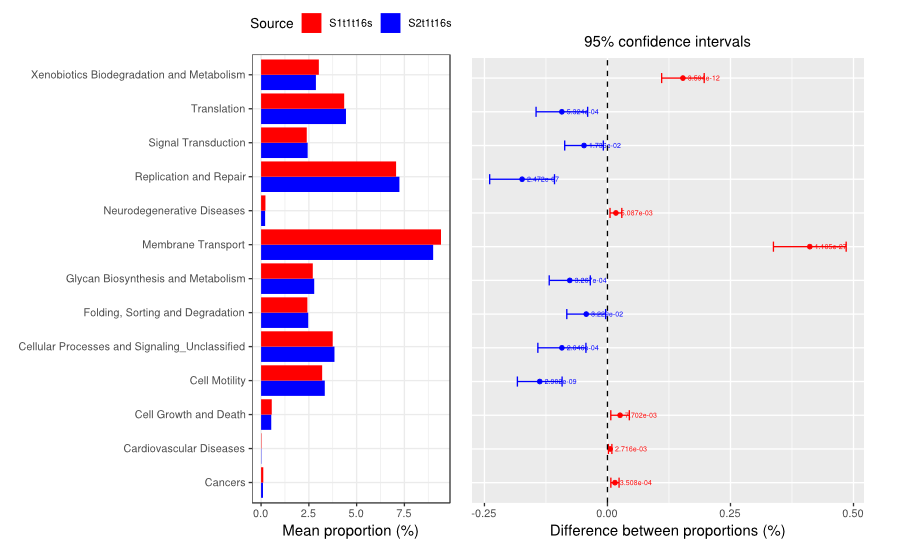 Source S1t1t16s S2t1t16s
95% confidence intervals
Xenobiotics Biodegradation and Metabolism
Translation
Signal Transduction
Replication and Repair
Neurodegenerative Diseases
Membrane Transport
Glycan Biosynthesis and Metabolism
Folding, Sorting and Degradation
Cellular Processes and Signaling_Unclassified
Cell Motility
Cell Growth and Death
Cardiovascular Diseases
Cancers
2.716e-03
3.508e-04
0.0 2.5 5.0 7.5
-0.25 0.00 0.25 0.50
Mean proportion (%)
Difference between proportions (%)